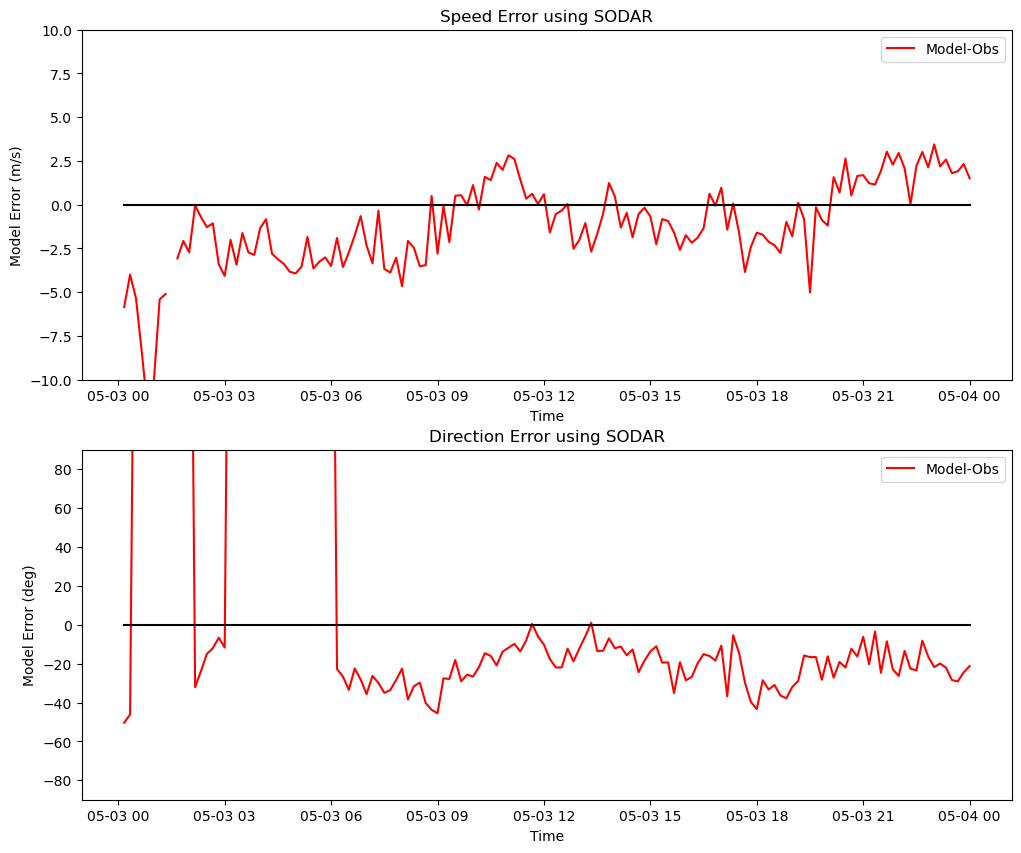 Speed Error using SODAR
Model-Obs
10.0
7.5
5.0
2.5
0.0
−2.5
−5.0
−7.5
−10.0
Model Error (m/s)
05-03 00 05-03 03 05-03 06 05-03 09 05-03 12 05-03 15 05-03 18 05-03 21 05-04 00
Time
Direction Error using SODAR
Model-Obs
80
60
40
20
0
−20
−40
−60
−80
Model Error (deg)
05-03 00 05-03 03 05-03 06 05-03 09 05-03 12 05-03 15 05-03 18 05-03 21 05-04 00
Time